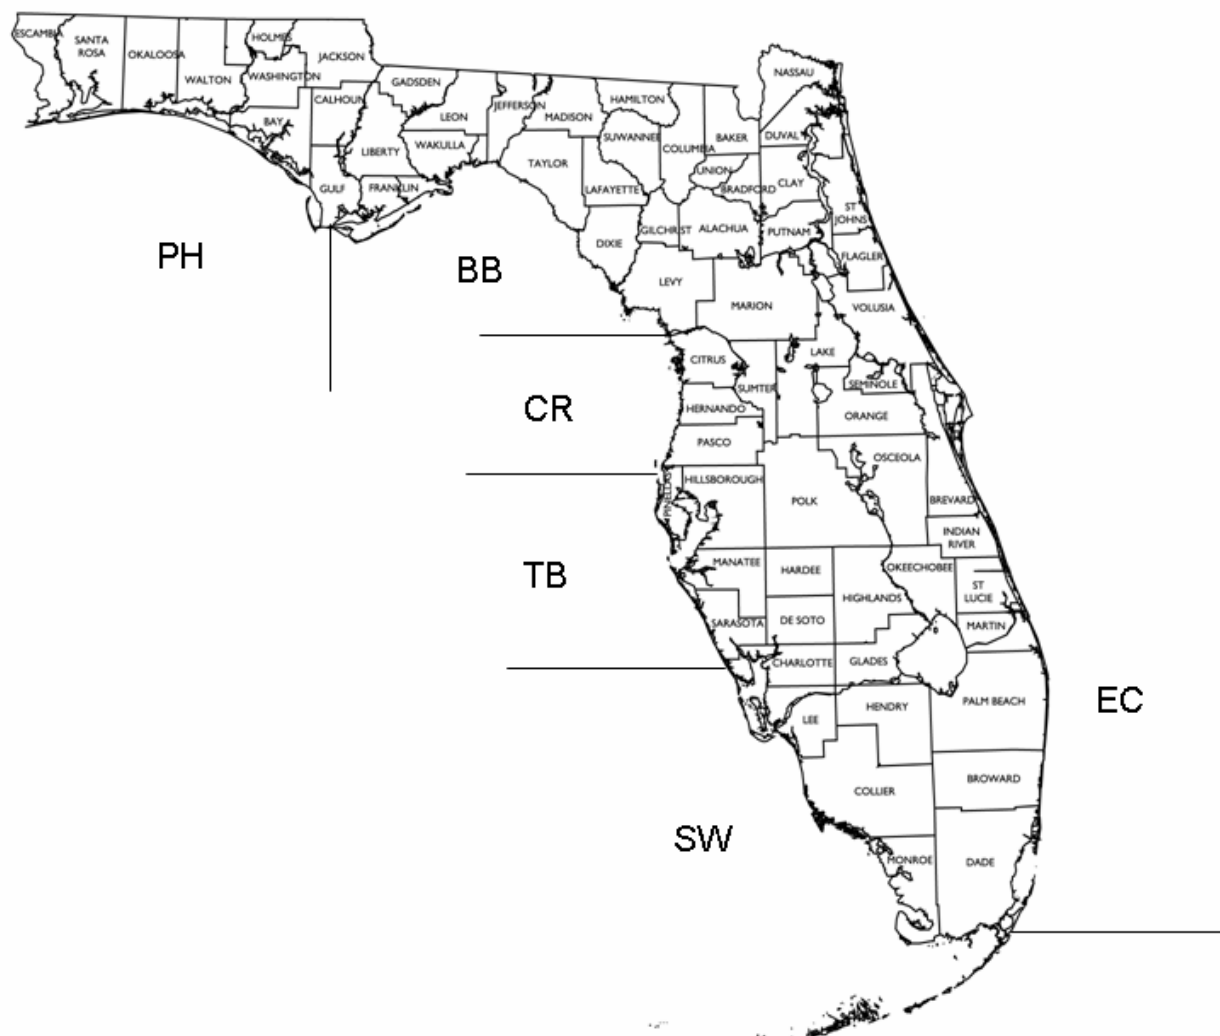 ESCAMBIA
SANTA
ROSA
OKALOOSA
WALTON
HOLMES
WASHINGTON
JACKSON
BAY
CALHOUN
GULF
LIBERTY
FRANKLIN
GADSDEN
LEON
WAKULLA
JEFFERSON
MADISON
TAYLOR
HAMILTON
SUWANNEE
LAFAYETTE
DIXIE
COLUMBIA
GILCHRIST
LEVY
BAKER
UNION
BRADFORD
ALACHUA
MARION
NASSAU
DUVAL
CLAY
PUTNAM
ST
JOHNS
FLAGLER
VOLUSIA
PH
BB
CITRUS
SUMTER
LAKE
SEMINOLE
ORANGE
HERNANDO
PASCO
CR
OSCEOLA
HILLSBOROUGH
PINELLAS
POLK
BREVARD
INDIAN
RIVER
TB
MANATEE
HARDEE
HIGHLANDS
OKEECHOBEE
ST
LUCIE
SARASOTA
DE SOTO
MARTIN
CHARLOTTE
GLADES
LEE
HENDRY
PALM BEACH
EC
COLLIER
BROWARD
SW
MONROE
DADE